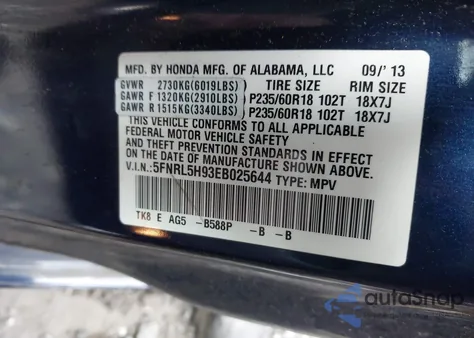 MFD. BY HONDA MFG. OF ALABAMA, LLC 09/'13
GVWR 2730KG(6019LBS) TIRE SIZE RIM SIZE
GAWR F 1320KG(2910LBS) P235/60R18 102T 18X7J
GAWR R 1515KG(3340LBS) P235/60R18 102T 18X7J
THIS VEHICLE CONFORMS TO ALL APPLICABLE
FEDERAL MOTOR VEHICLE SAFETY
AND THEFT PREVENTION STANDARDS IN EFFECT
ON THE DATE OF MANUFACTURE SHOWN ABOVE.
V.I.N.:5FNRL5H93EB025644 TYPE: MPV
TK8 E AG5 -B588P -B -B
autoSnap